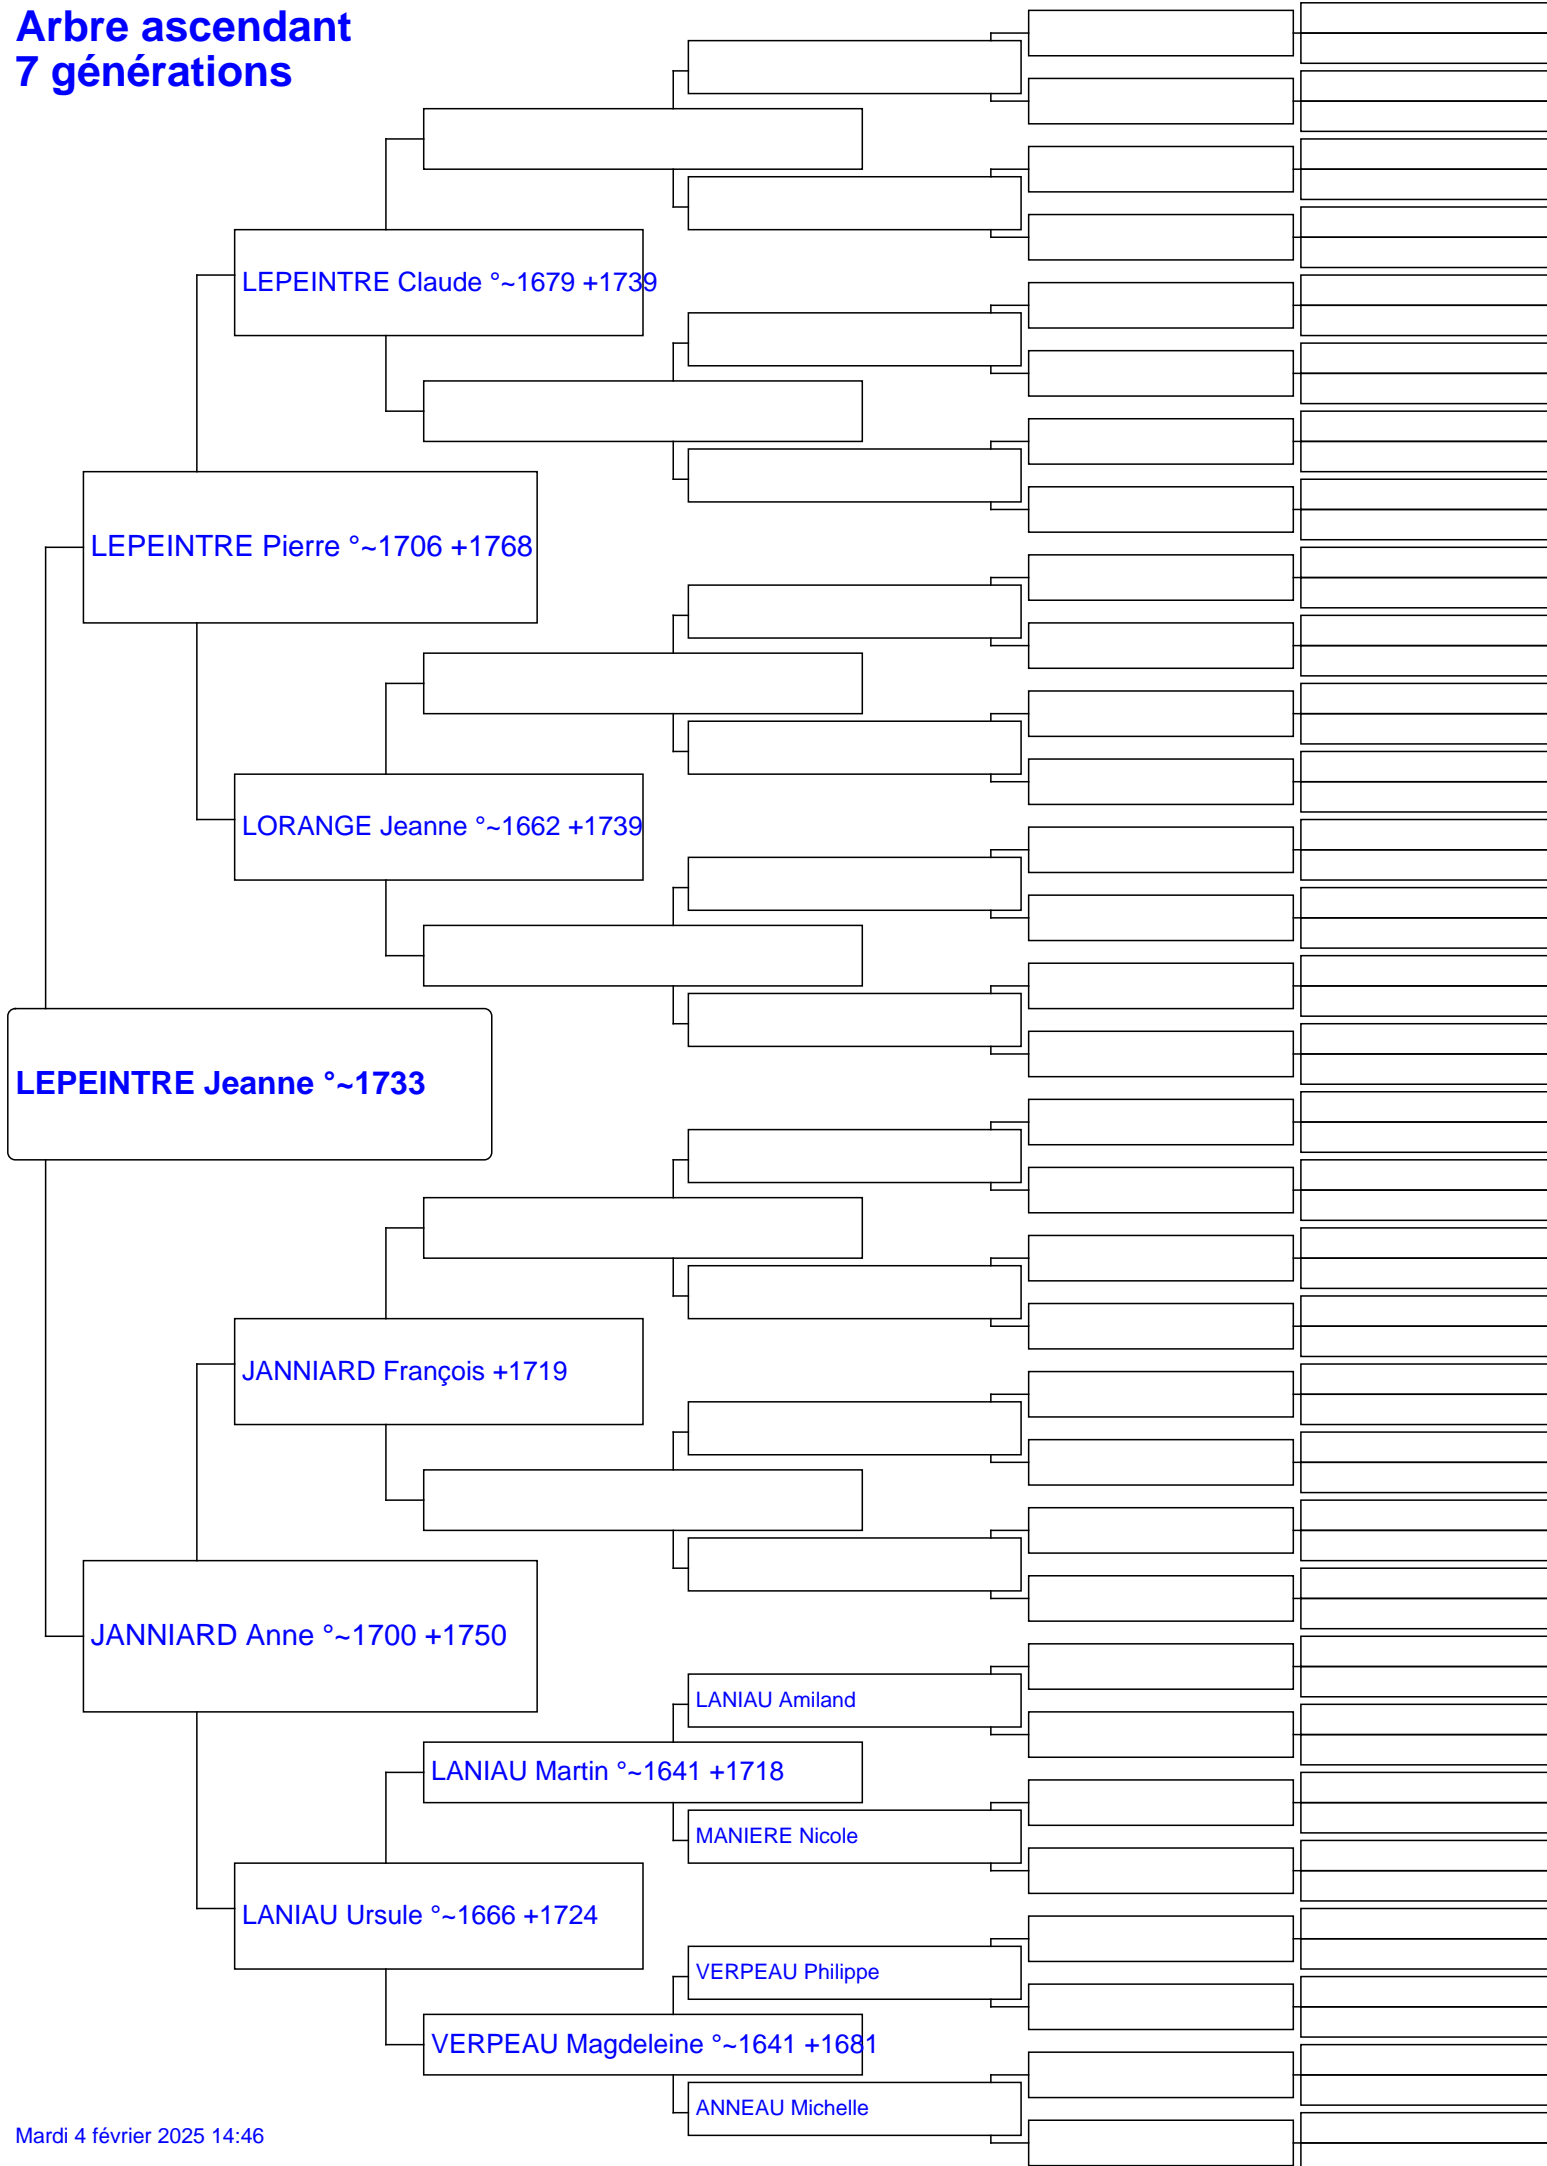 Arbre ascendant
7 générations
LEPEINTRE Claude °~1679 +1739
LEPEINTRE Pierre °~1706 +1768
LORANGE Jeanne °~1662 +1739
LEPEINTRE Jeanne °~1733
JANNIARD François +1719
JANNIARD Anne °~1700 +1750
LANIAU Amiland
LANIAU Martin °~1641 +1718
MANIERE Nicole
LANIAU Ursule °~1666 +1724
VERPEAU Philippe
VERPEAU Magdeleine °~1641 +1681
ANNEAU Michelle
Mardi 4 février 2025 14:46